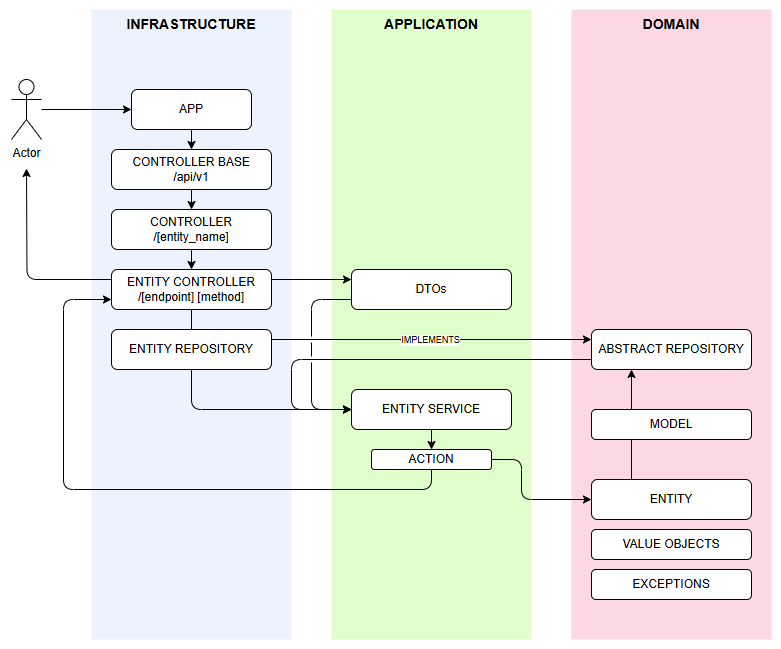 INFRASTRUCTURE
APPLICATION
DOMAIN
Actor
APP
CONTROLLER BASE
/api/v1
CONTROLLER
/[entity_name]
ENTITY CONTROLLER
/[endpoint] [method]
DTOs
ENTITY REPOSITORY
IMPLEMENTS
ABSTRACT REPOSITORY
ENTITY SERVICE
MODEL
ACTION
ENTITY
VALUE OBJECTS
EXCEPTIONS